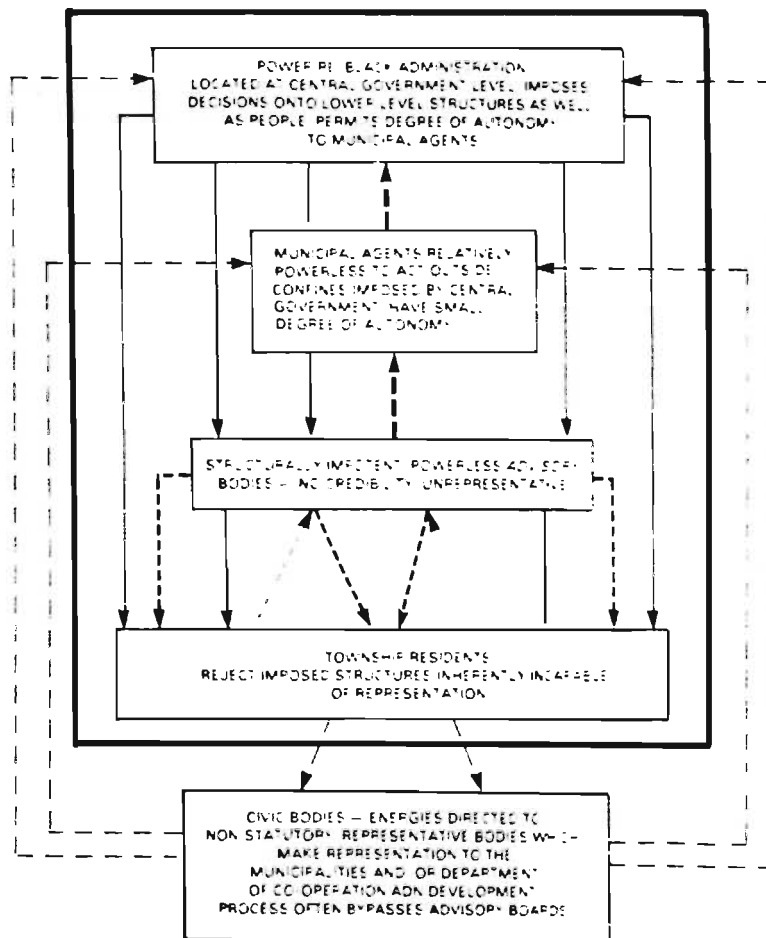 POWER RE BLACK ADMINISTRATION
LOCATED AT CENTRAL GOVERNMENT LEVEL IMPOSES
DECISIONS ONTO LOWER LEVEL STRUCTURES AS WELL
AS PEOPLE, PERMITS DEGREE OF AUTONOMY
TO MUNICIPAL AGENTS
MUNICIPAL AGENTS RELATIVELY
POWERLESS TO ACT OUTSIDE
CONFINES IMPOSED BY CENTRAL
GOVERNMENT, HAVE SMALL
DEGREE OF AUTONOMY
STRUCTURALLY IMPOTENT, POWERLESS ADVISORY
BODIES – NO CREDIBILITY, UNREPRESENTATIVE
TOWNSHIP RESIDENTS
REJECT IMPOSED STRUCTURES INHERENTLY INCAPABLE
OF REPRESENTATION
CIVIC BODIES – ENERGIES DIRECTED TO
NON STATUTORY, REPRESENTATIVE BODIES WHICH
MAKE REPRESENTATION TO THE
MUNICIPALITIES AND/OR DEPARTMENT
OF CO-OPERATION ADN DEVELOPMENT
PROCESS OFTEN BYPASSES ADVISORY BOARDS